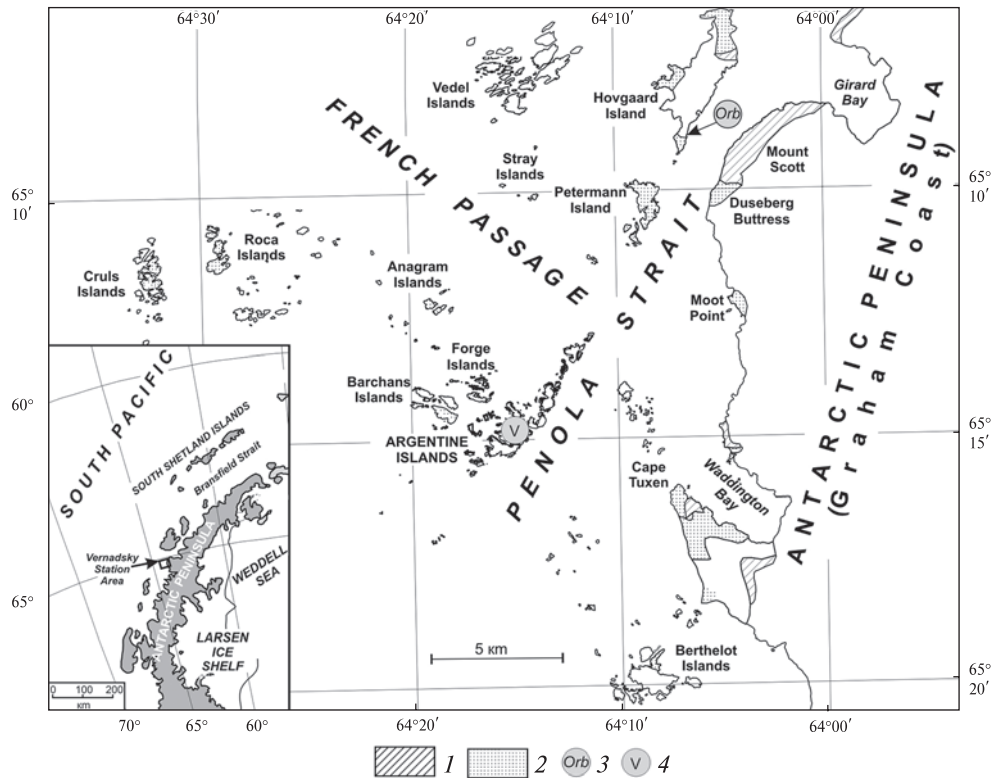 64°30′ 64°20′ 64°10′ 64°00′
Vedel
Islands
Hovgaard
Island
Orb
Girard
Bay
FRENCH PASSAGE
Mount
Scott
Stray
Islands
65°
10′
65°
10′
Petermann
Island
Duseberg
Buttress
ANTARCTIC PENINSULA
(Graham Coast)
Roca
Islands
Cruls
Islands
Anagram
Islands
Moot
Point
PENOLA STRAIT
Forge
Islands
Barchans
Islands
V
ARGENTINE
ISLANDS
65°
15′
Cape
Tuxen
Waddington
Bay
5 км
Berthelot
Islands
65°
20′
SOUTH PACIFIC
60°
SOUTH SHETLAND ISLANDS
Bransfield Strait
Vernadsky
Station
Area
ANTARCTIC PENINSULA
WEDDELL
SEA
65°
LARSEN
ICE
SHELF
0 100 200
км
70° 65° 60° 64°20′ 64°10′ 64°00′
1 2 Orb 3 V 4